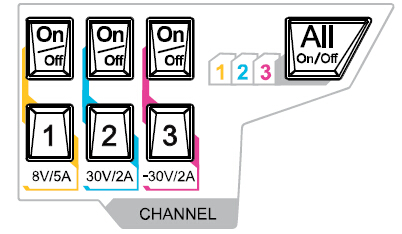 On On On All
Off Off Off On/Off
1 2 3
1 2 3
8V/5A 30V/2A -30V/2A
CHANNEL